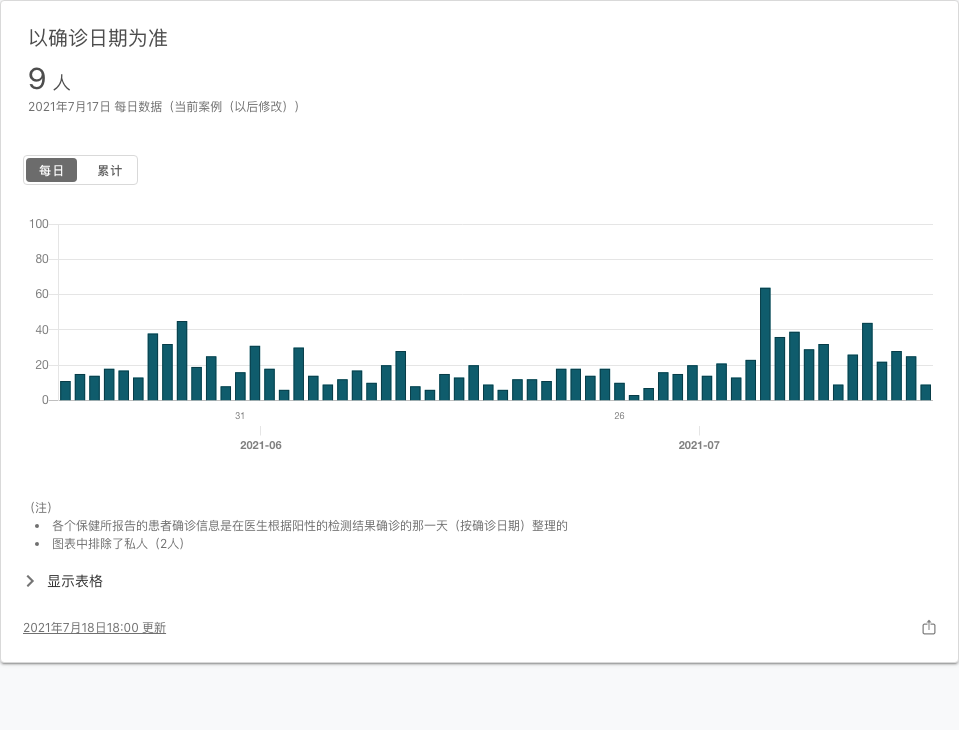 以确诊日期为准
9 人
2021年7月17日 每日数据（当前案例（以后修改））
每日 累计
100
80
60
40
20
0
31 26
2021-06 2021-07
（注）
• 各个保健所报告的患者确诊信息是在医生根据阳性的检测结果确诊的那一天（按确诊日期）整理的
• 图表中排除了私人（2人）
显示表格
2021年7月18日18:00 更新